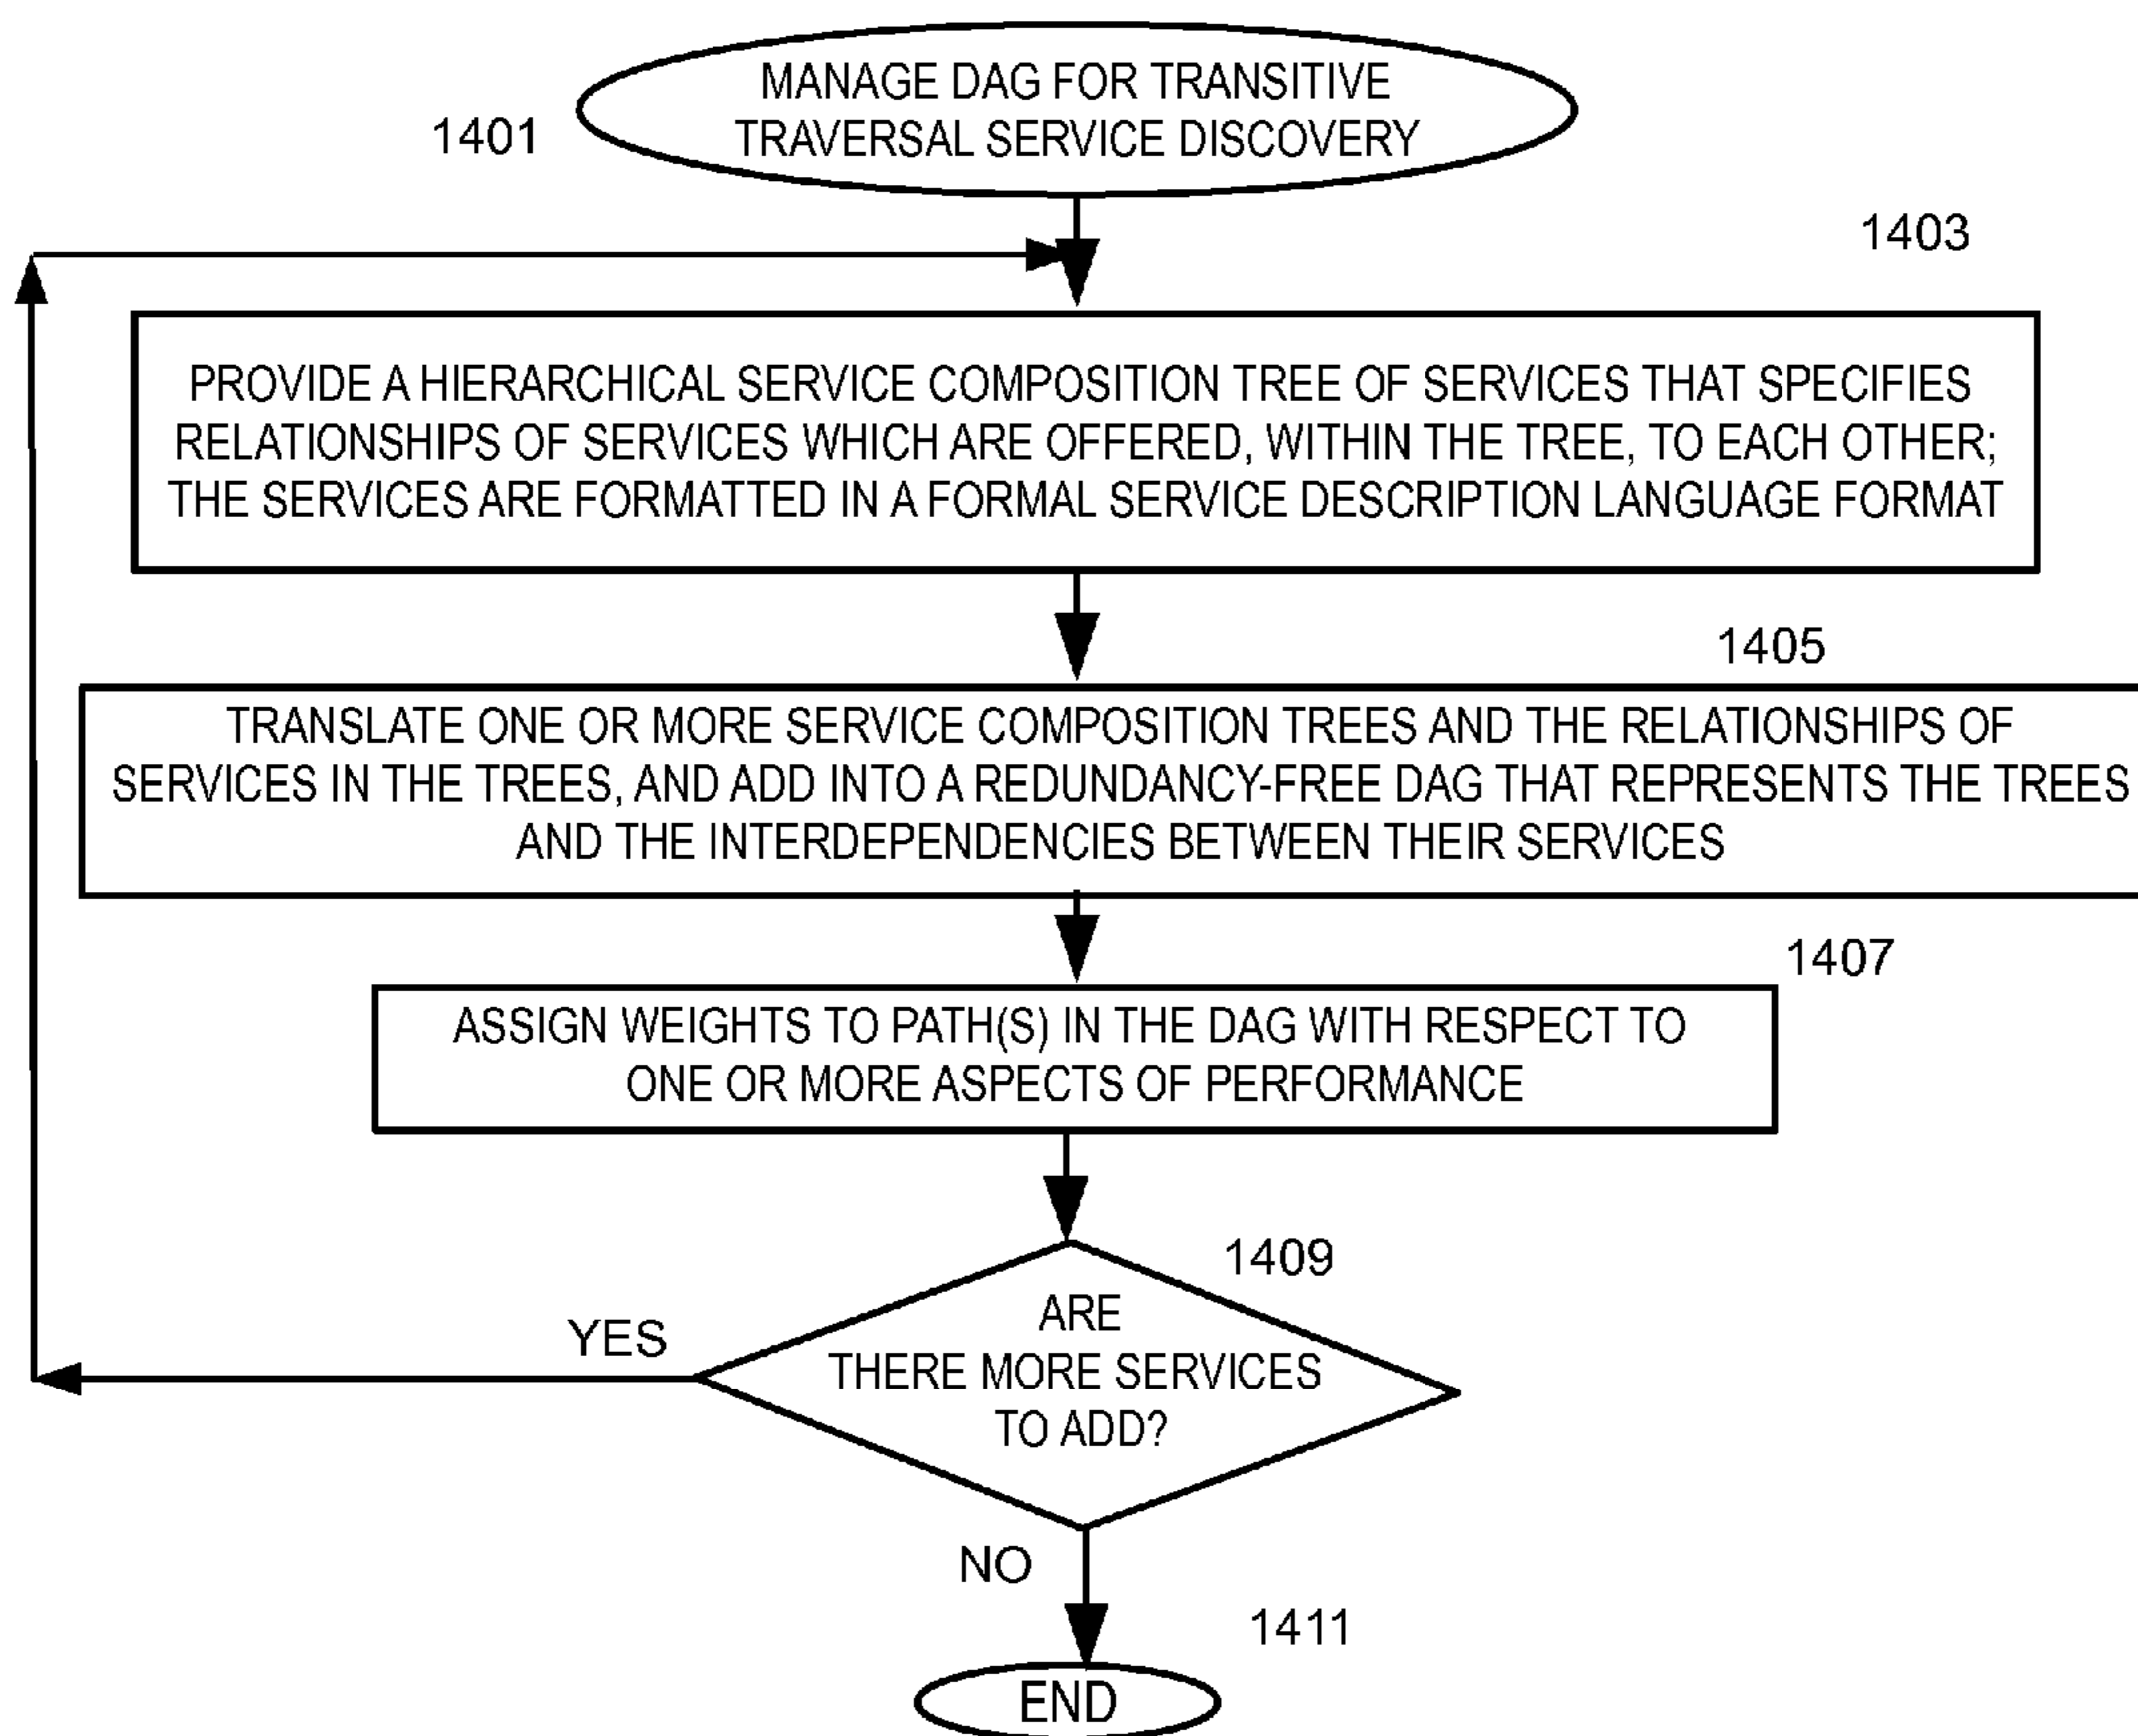 MANAGE DAG FOR TRANSITIVE
TRAVERSAL SERVICE DISCOVERY
1401
1403
PROVIDE A HIERARCHICAL SERVICE COMPOSITION TREE OF SERVICES THAT SPECIFIES
RELATIONSHIPS OF SERVICES WHICH ARE OFFERED, WITHIN THE TREE, TO EACH OTHER;
THE SERVICES ARE FORMATTED IN A FORMAL SERVICE DESCRIPTION LANGUAGE FORMAT
1405
TRANSLATE ONE OR MORE SERVICE COMPOSITION TREES AND THE RELATIONSHIPS OF
SERVICES IN THE TREES, AND ADD INTO A REDUNDANCY-FREE DAG THAT REPRESENTS THE TREES
AND THE INTERDEPENDENCIES BETWEEN THEIR SERVICES
1407
ASSIGN WEIGHTS TO PATH(S) IN THE DAG WITH RESPECT TO
ONE OR MORE ASPECTS OF PERFORMANCE
1409
ARE
THERE MORE SERVICES
TO ADD?
YES
NO
1411
END